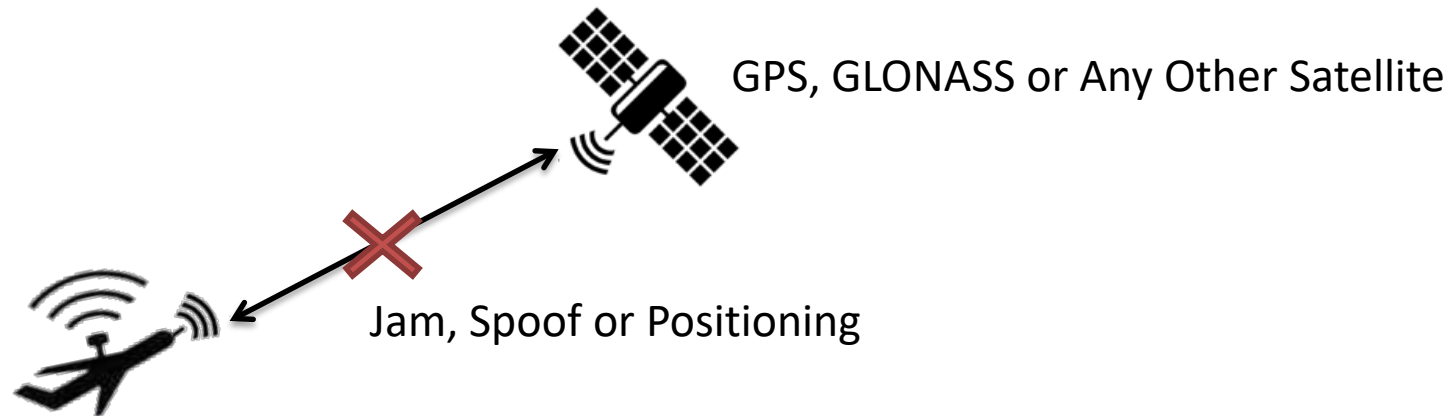 GPS, GLONASS or Any Other Satellite
Jam, Spoof or Positioning